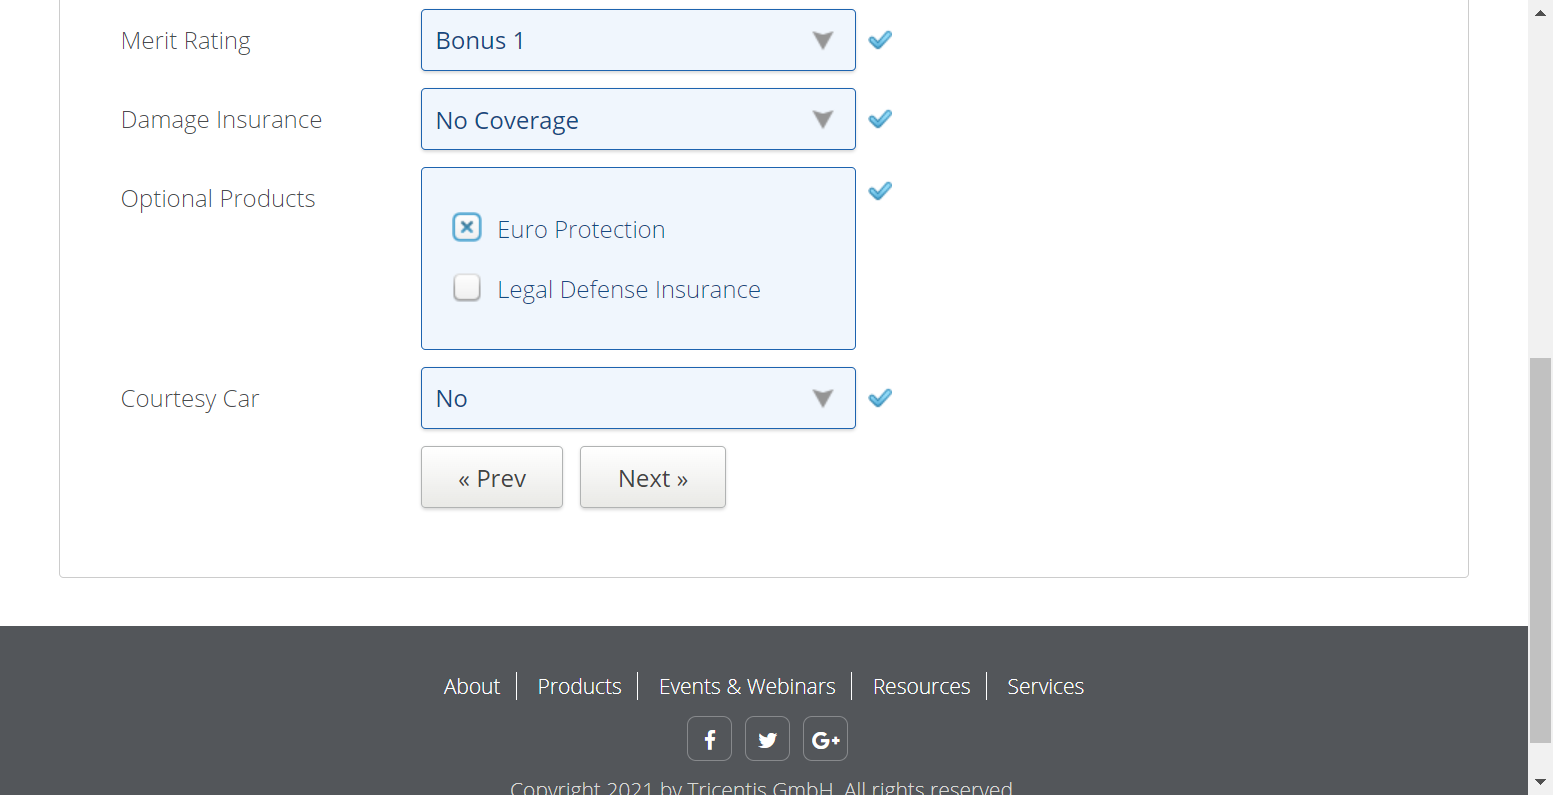 Merit Rating
Bonus 1
Damage Insurance
No Coverage
Optional Products
Euro Protection
Legal Defense Insurance
Courtesy Car
No
« Prev
Next »
About
Products
Events & Webinars
Resources
Services
f
G+
Copyright 2021 by Tricentis GmbH. All rights reserved